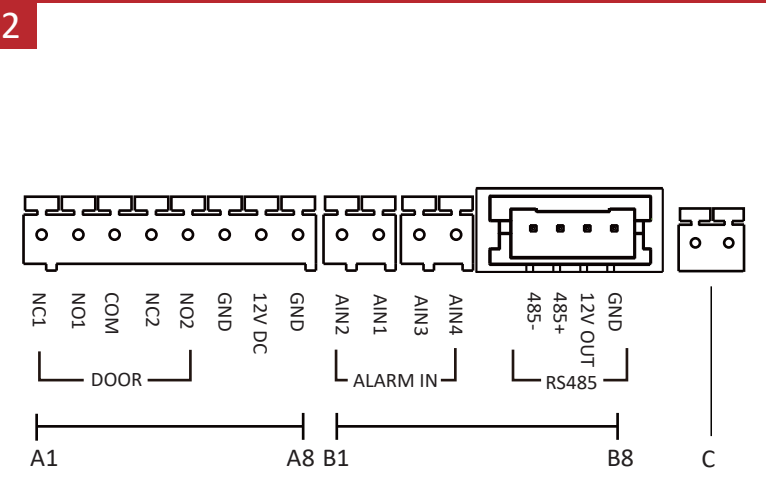 2
NC1
NO1
COM
NC2
NO2
GND
12V DC
GND
AIN2
AIN1
AIN3
AIN4
485-
485+
12V OUT
GND
DOOR
ALARM IN
RS485
A1
A8
B1
B8
C